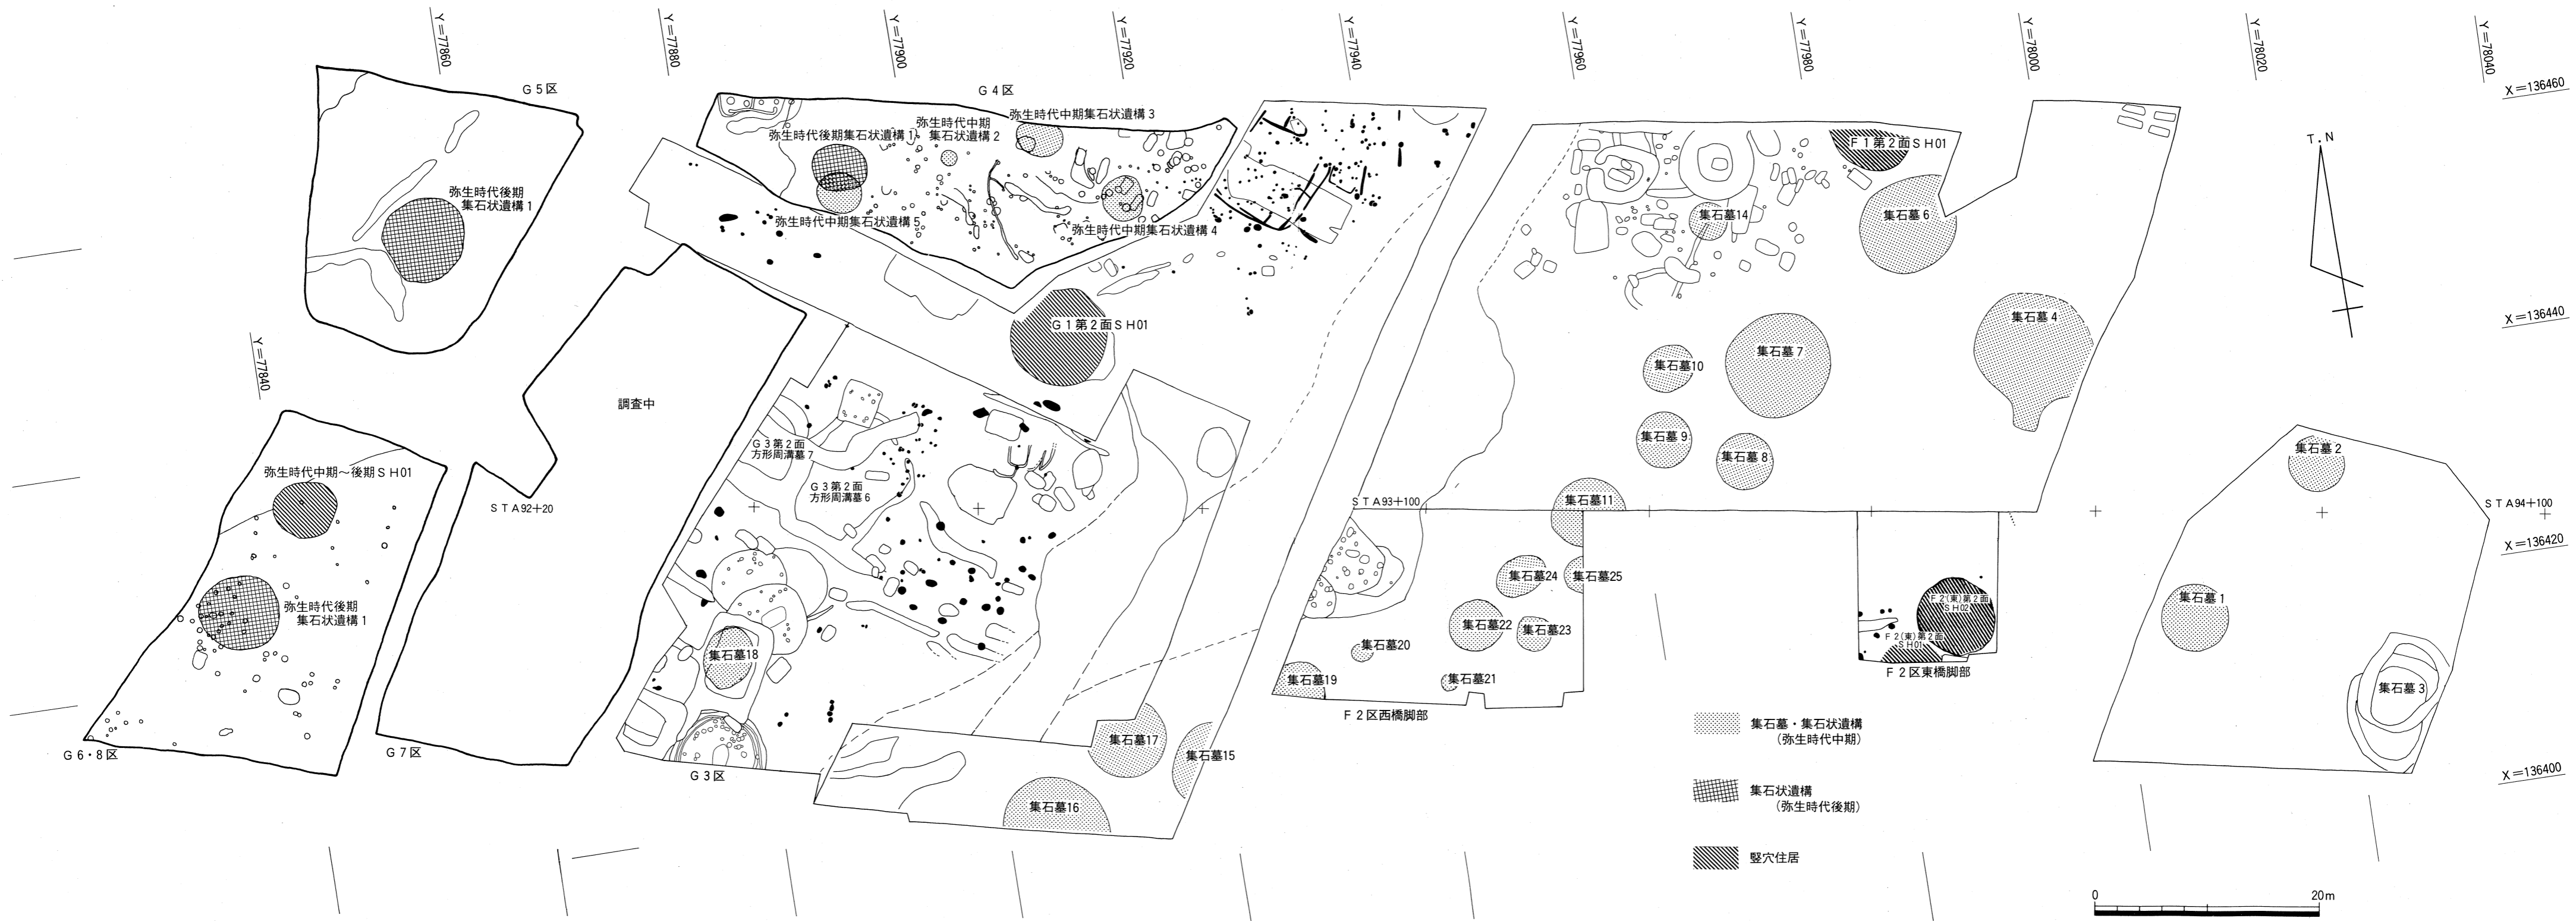 Y=77860
Y=77880
Y=77900
Y=77920
Y=77940
Y=77960
Y=77980
Y=78000
Y=78020
Y=78040
X=136460
G5区
G4区
T.N
弥生時代中期集石状遺構3
弥生時代中期
集石状遺構2
弥生時代後期集石状遺構1
F1第2面SH01
弥生時代後期
集石状遺構1
弥生時代中期集石状遺構5
弥生時代中期集石状遺構4
集石墓14
集石墓6
X=136440
G1第2面SH01
集石墓4
Y=77840
集石墓7
集石墓10
調査中
集石墓9
集石墓8
G3第2面
方形周溝墓7
集石墓2
弥生時代中期～後期SH01
G3第2面
方形周溝墓6
STA92+20
STA93+100
集石墓11
STA94+100
X=136420
集石墓24
集石墓25
弥生時代後期
集石状遺構1
集石墓22
集石墓23
F2(東)第2面
SH02
F2(東)第2面
SH01
集石墓1
集石墓18
集石墓20
集石墓19
集石墓21
F2区東橋脚部
集石墓3
F2区西橋脚部
G6・8区
G7区
G3区
集石墓17
集石墓15
集石墓16
集石墓・集石状遺構
(弥生時代中期)
集石状遺構
(弥生時代後期)
竪穴住居
X=136400
0
20m